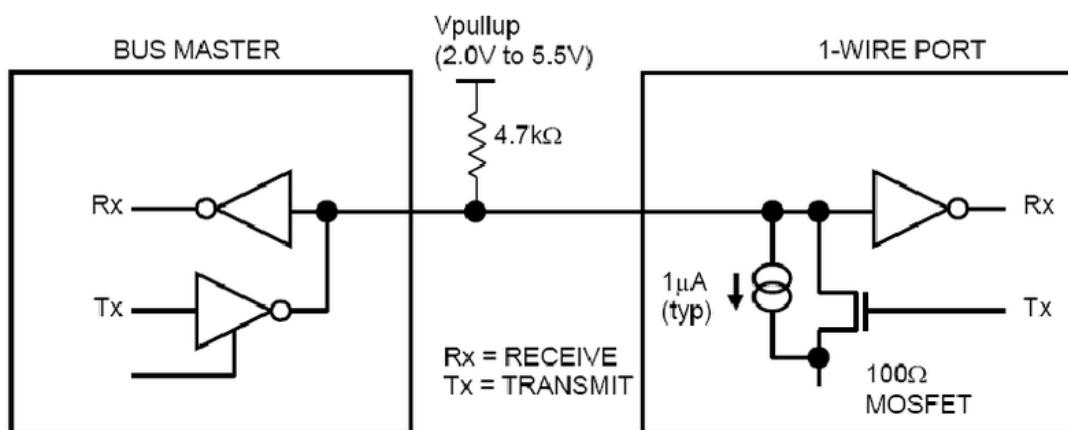 BUS MASTER
Vpullup
(2.0V to 5.5V)
1-WIRE PORT
4.7kΩ
Rx
Tx
Rx = RECEIVE
Tx = TRANSMIT
1μA
(typ)
Rx
Tx
100Ω
MOSFET